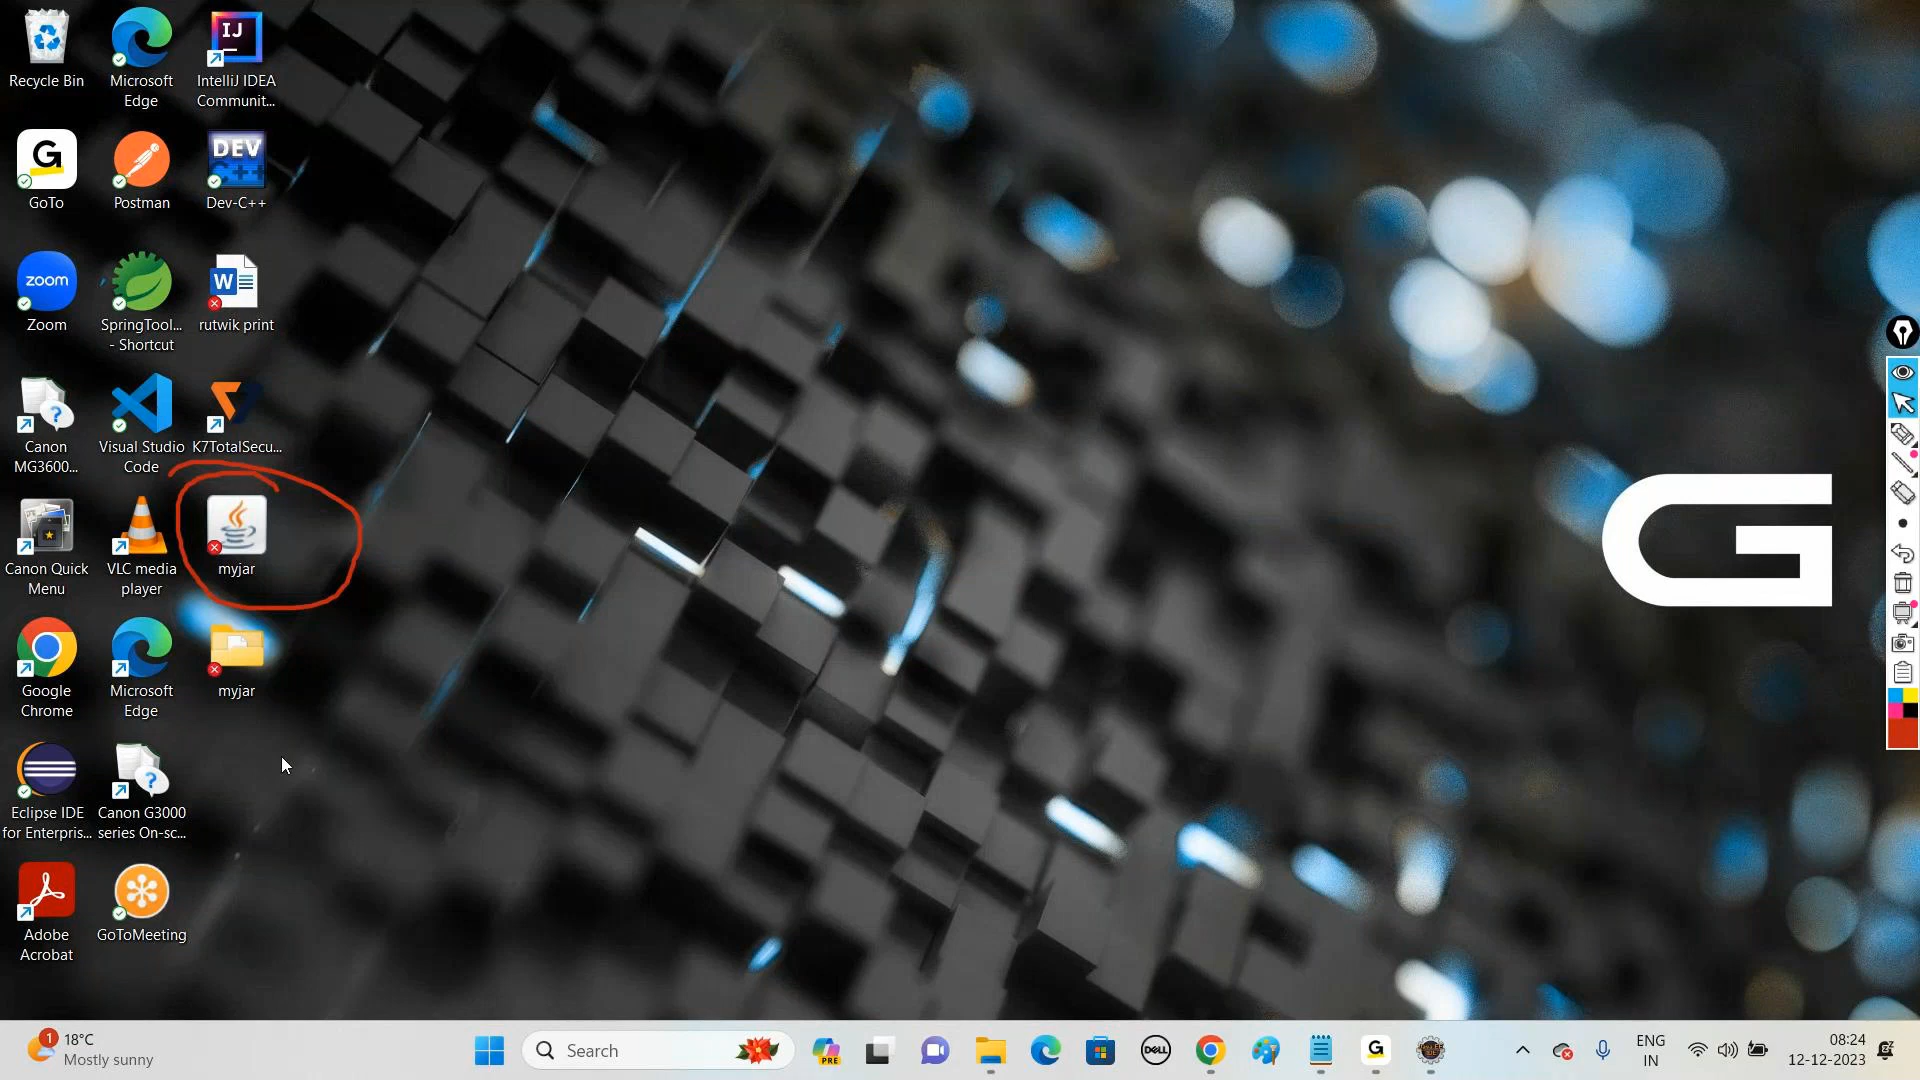 Recycle Bin
Microsoft
Edge
IJ
IntelliJ IDEA
Communit...
G
GoTo
Postman
DEV
C++
Dev-C++
zoom
Zoom
SpringTool...
- Shortcut
W
rutwik print
Canon
MG3600...
Visual Studio
Code
K7TotalSecu...
Canon Quick
Menu
VLC media
player
myjar
Google
Chrome
Microsoft
Edge
myjar
Eclipse IDE
for Enterpris...
Canon G3000
series On-sc...
Adobe
Acrobat
GoToMeeting
G
1
18°C
Mostly sunny
Search
PRE
DELL
G
ENG
IN
08:24
12-12-2023